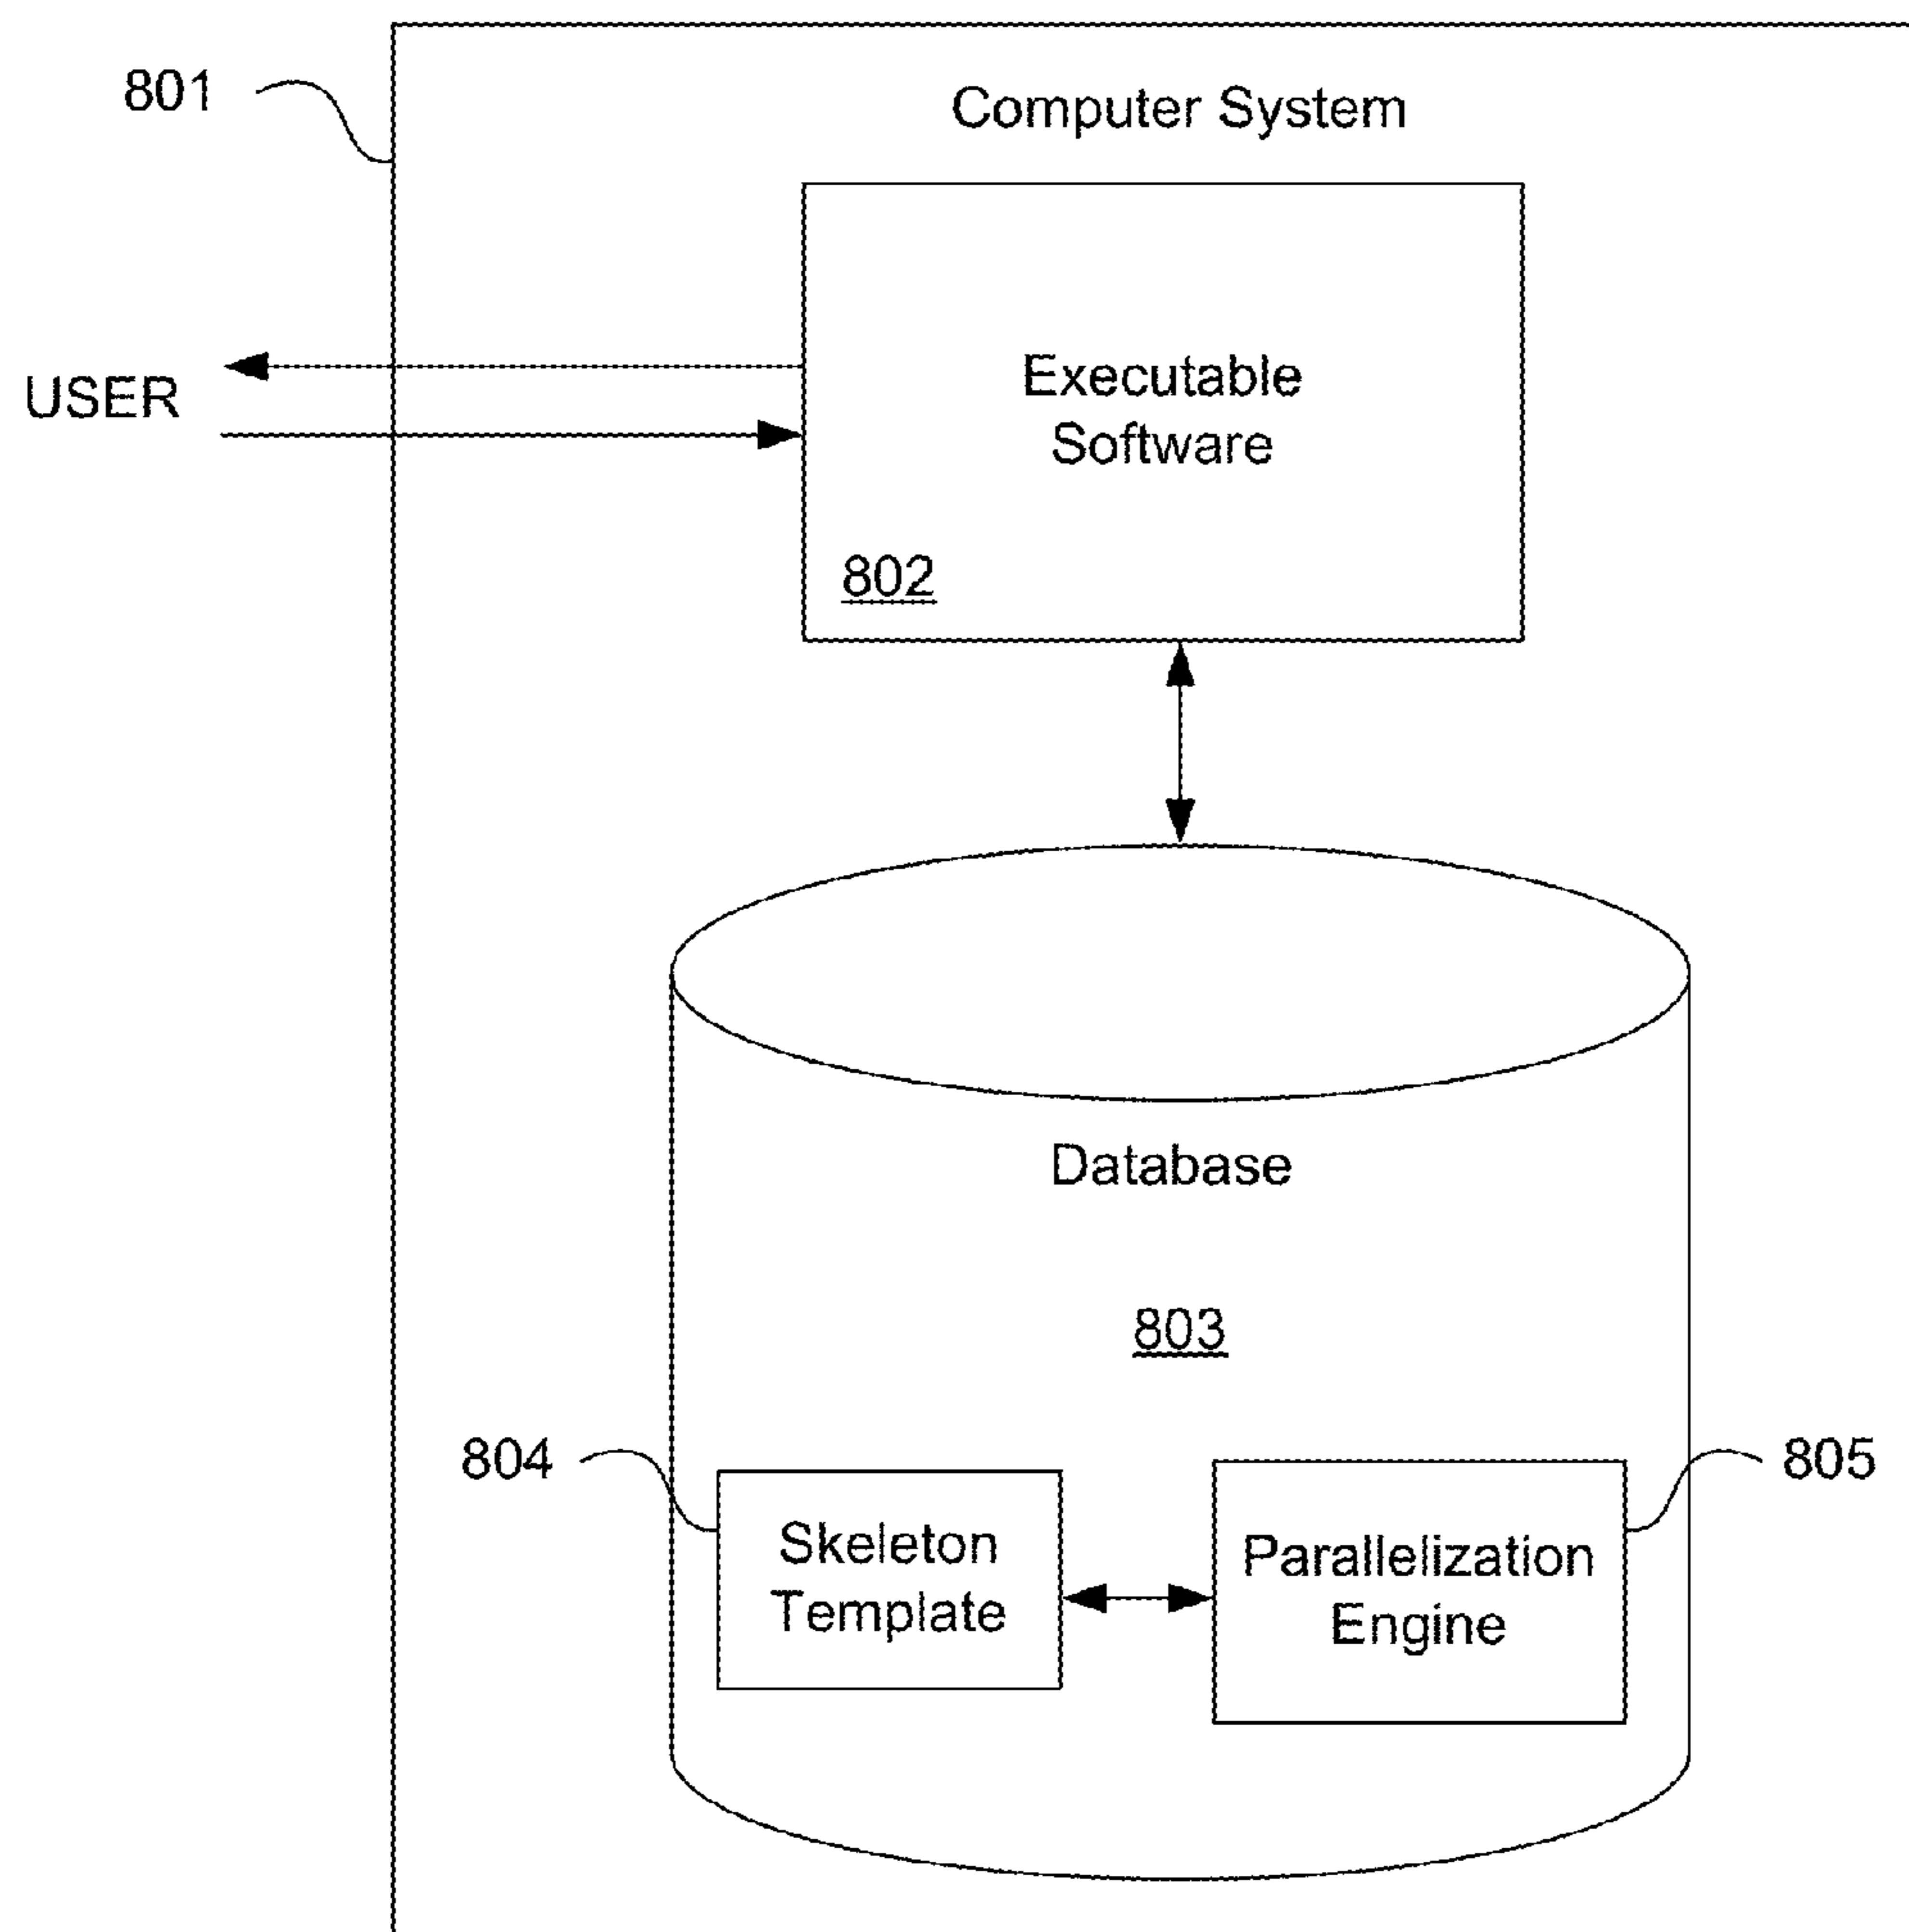 801
Computer System
USER
Executable
Software
802
Database
803
804
805
Skeleton
Template
Parallelization
Engine